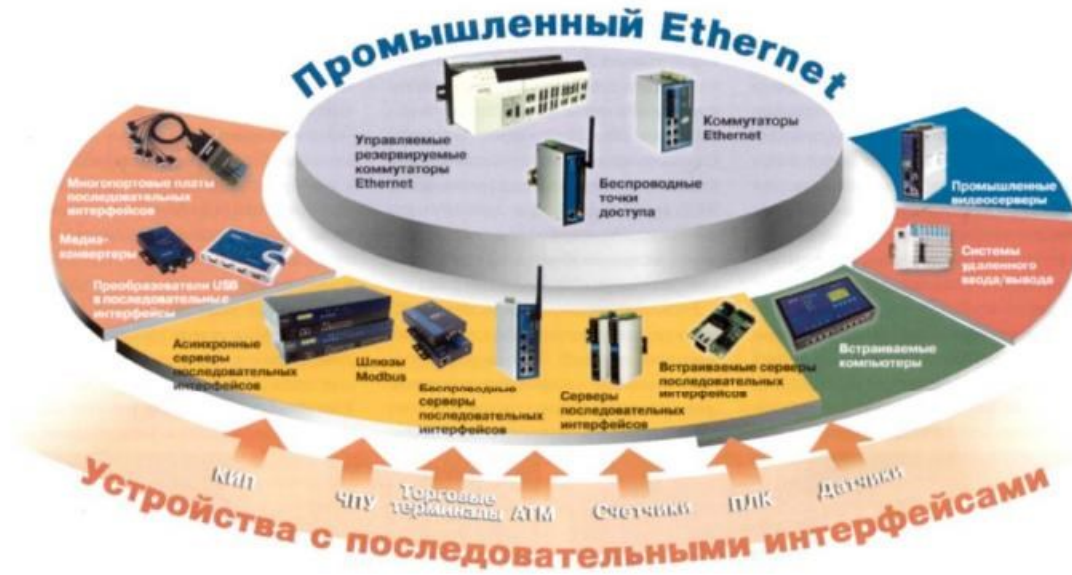 Промышленный Ethernet
Управляемые
резервируемые
коммутаторы
Ethernet
Коммутаторы
Ethernet
Беспроводные
точки
доступа
Многопортовые платы
последовательных
интерфейсов
Медиа-
конвертеры
Преобразователи USB
в последовательные
интерфейсы
Промышленные
видеосерверы
Системы
удаленного
ввода/вывода
Асинхронные
серверы
последовательных
интерфейсов
Шлюзы
Modbus
Беспроводные
серверы
последовательных
интерфейсов
Серверы
последовательных
интерфейсов
Встраиваемые серверы
последовательных
интерфейсов
Встраиваемые
компьютеры
КИП
ЧПУ
Торговые
терминалы
АТМ
Счетчики
ПЛК
Датчики
Устройства с последовательными интерфейсами